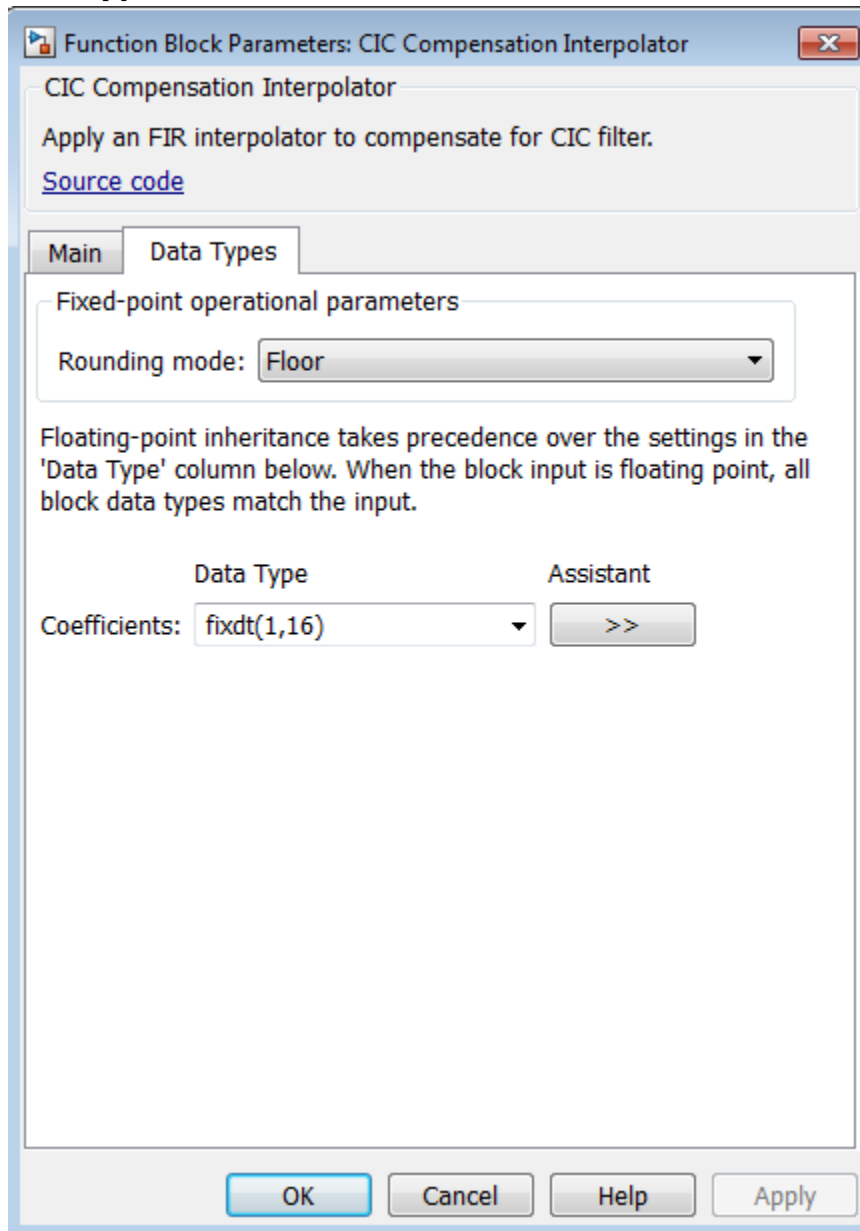 Function Block Parameters: CIC Compensation Interpolator
CIC Compensation Interpolator
Apply an FIR interpolator to compensate for CIC filter.
Source code
Main Data Types
Fixed-point operational parameters
Rounding mode: Floor
Floating-point inheritance takes precedence over the settings in the
'Data Type' column below. When the block input is floating point, all
block data types match the input.
Data Type Assistant
Coefficients: fixdt(1,16) >>
OK Cancel Help Apply